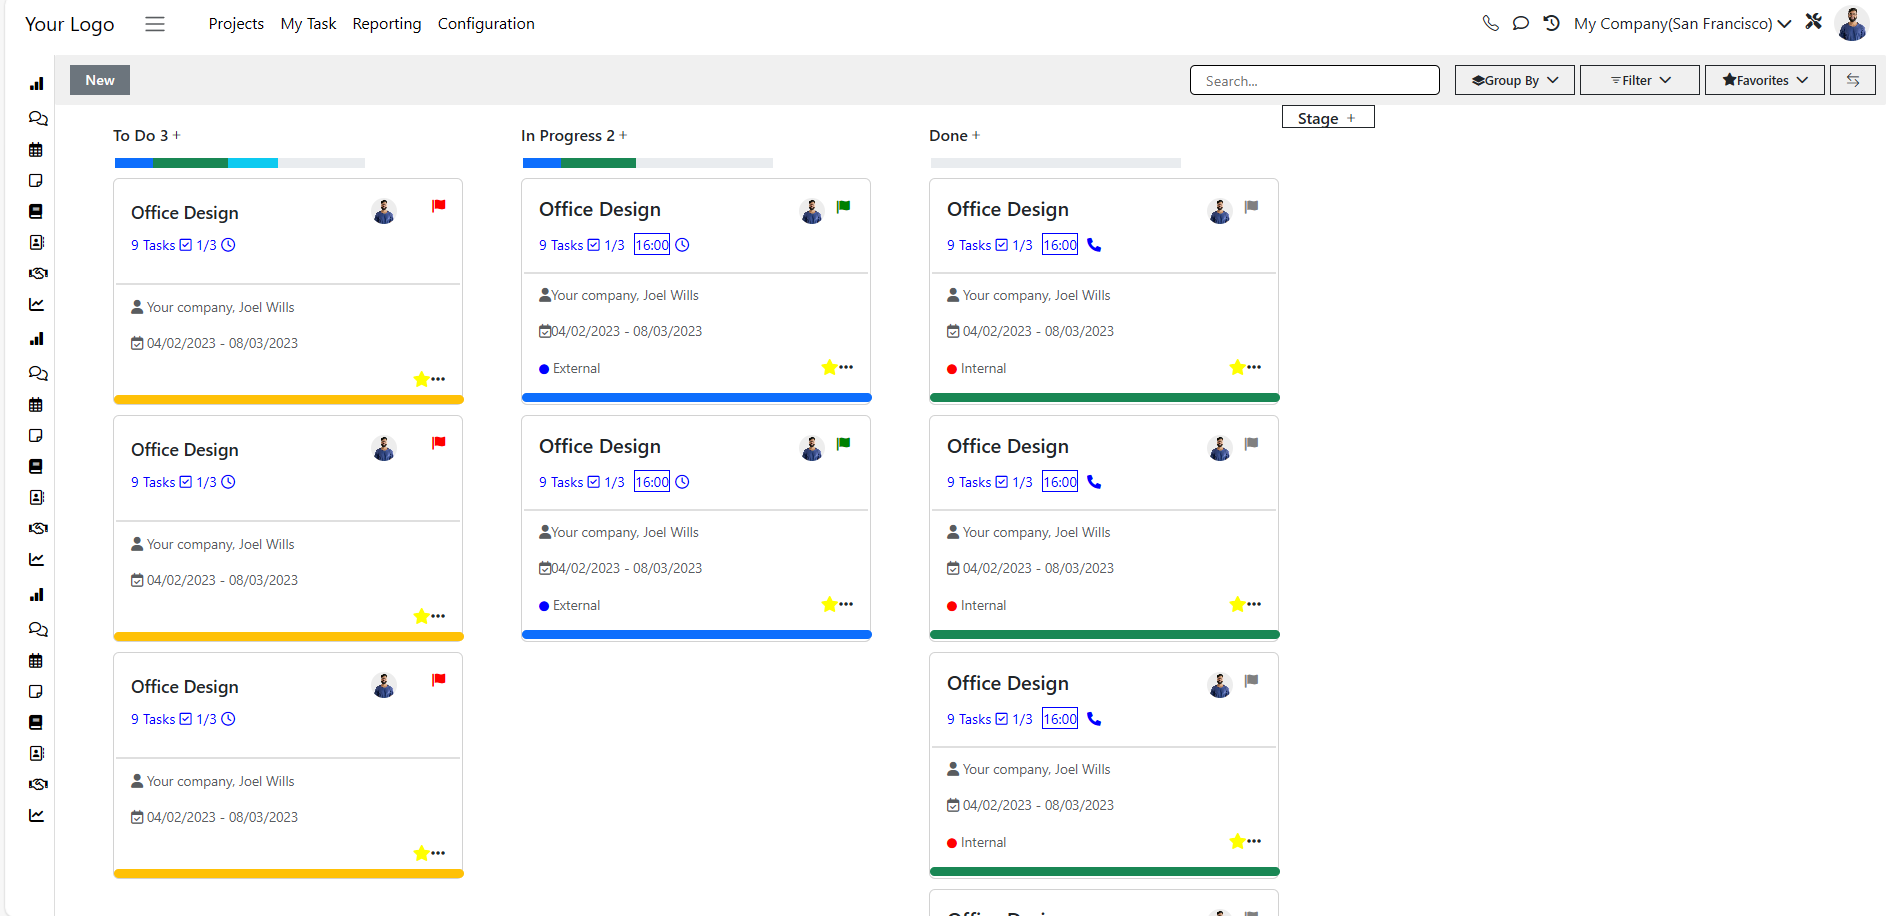 Your Logo Projects My Task Reporting Configuration My Company(San Francisco)
New Search... Group By Filter Favorites
Stage +
To Do 3 + In Progress 2 + Done +
Office Design
9 Tasks 1/3
Your company, Joel Wills
04/02/2023 - 08/03/2023
Office Design
9 Tasks 1/3
Your company, Joel Wills
04/02/2023 - 08/03/2023
Office Design
9 Tasks 1/3
Your company, Joel Wills
04/02/2023 - 08/03/2023
Office Design
9 Tasks 1/3 16:00
Your company, Joel Wills
04/02/2023 - 08/03/2023
External
Office Design
9 Tasks 1/3 16:00
Your company, Joel Wills
04/02/2023 - 08/03/2023
External
Office Design
9 Tasks 1/3 16:00
Your company, Joel Wills
04/02/2023 - 08/03/2023
Internal
Office Design
9 Tasks 1/3 16:00
Your company, Joel Wills
04/02/2023 - 08/03/2023
Internal
Office Design
9 Tasks 1/3 16:00
Your company, Joel Wills
04/02/2023 - 08/03/2023
Internal